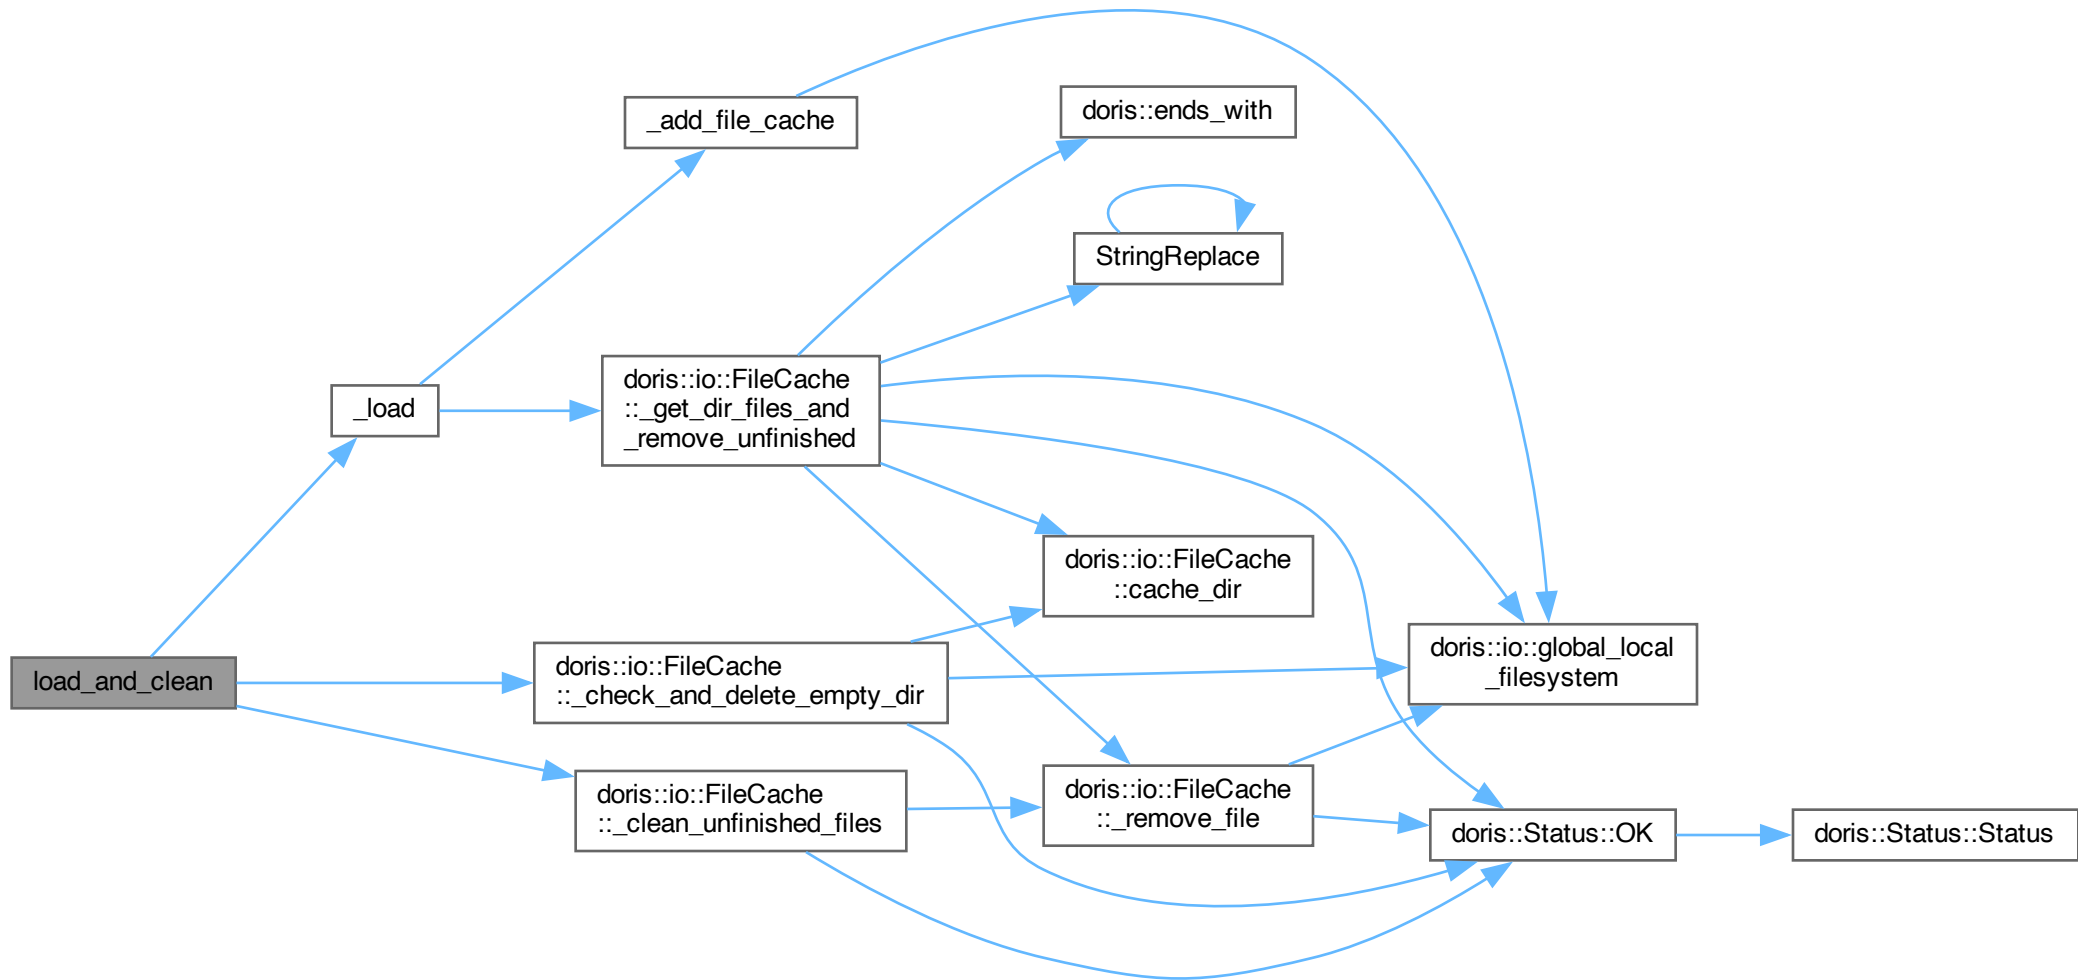 load_and_clean
_load
_add_file_cache
doris::io::FileCache
::_get_dir_files_and
_remove_unfinished
doris::ends_with
StringReplace
doris::io::FileCache
::cache_dir
doris::io::global_local
_filesystem
doris::io::FileCache
::_check_and_delete_empty_dir
doris::io::FileCache
::_clean_unfinished_files
doris::io::FileCache
::_remove_file
doris::Status::OK
doris::Status::Status